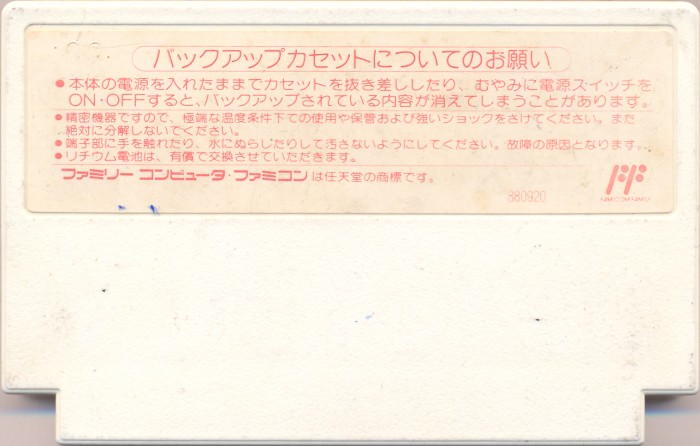 バックアップカセットについてのお願い
●本体の電源を入れたままでカセットを抜き差ししたり、むやみに電源スイッチを
ON・OFFすると、バックアップされている内容が消えてしまうことがあります。
●精密機器ですので、極端な温度条件下での使用や保管および強いショックをさけてください。また
絶対に分解しないでください。
●端子部に手を触れたり、水にぬらしたりして汚さないようにしてください。故障の原因となります。
●リチウム電池は、有償で交換させていただきます。
ファミリー コンピュータ・ファミコンは任天堂の商標です。
880920